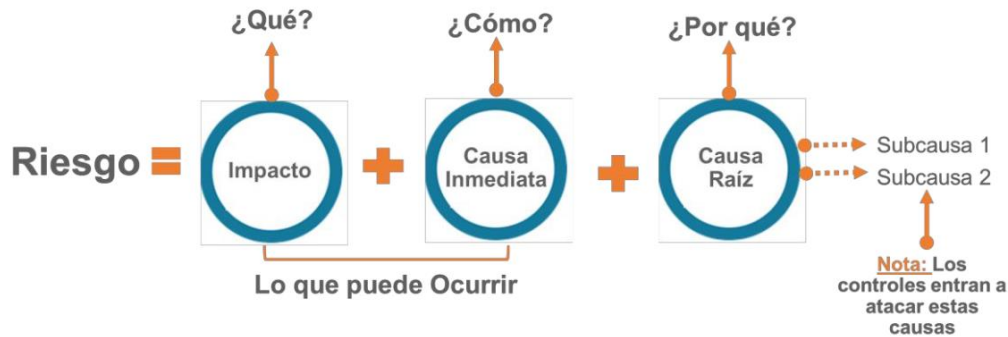 ¿Qué?
¿Cómo?
¿Por qué?
Riesgo =
Impacto
+
Causa
Inmediata
+
Causa
Raíz
Subcausa 1
Subcausa 2
Lo que puede Ocurrir
Nota: Los
controles entran a
atacar estas
causas